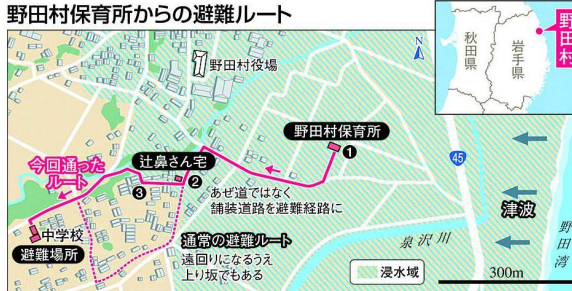 野田村保育所からの避難ルート
秋田県
岩手県
野田村
N
野田村役場
野田村保育所
①
45
今回通った
ルート
辻鼻さん宅
②
③
あぜ道ではなく
舗装道路を避難経路に
津波
中学校
避難場所
通常の避難ルート
遠回りになるうえ
上り坂でもある
泉沢川
野田湾
浸水域
300m